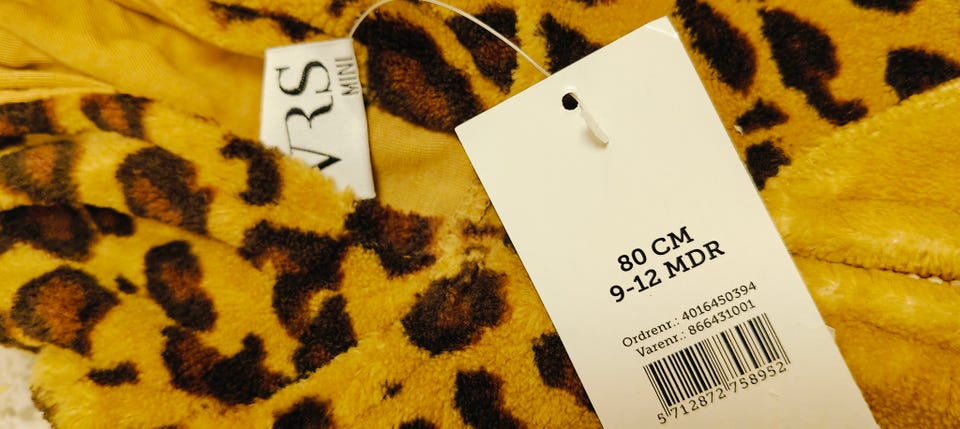 VRS
MINI
80 CM
9-12 MDR
Ordrenr.: 4016450394
Varenr.: 866431001
5 712872 758952